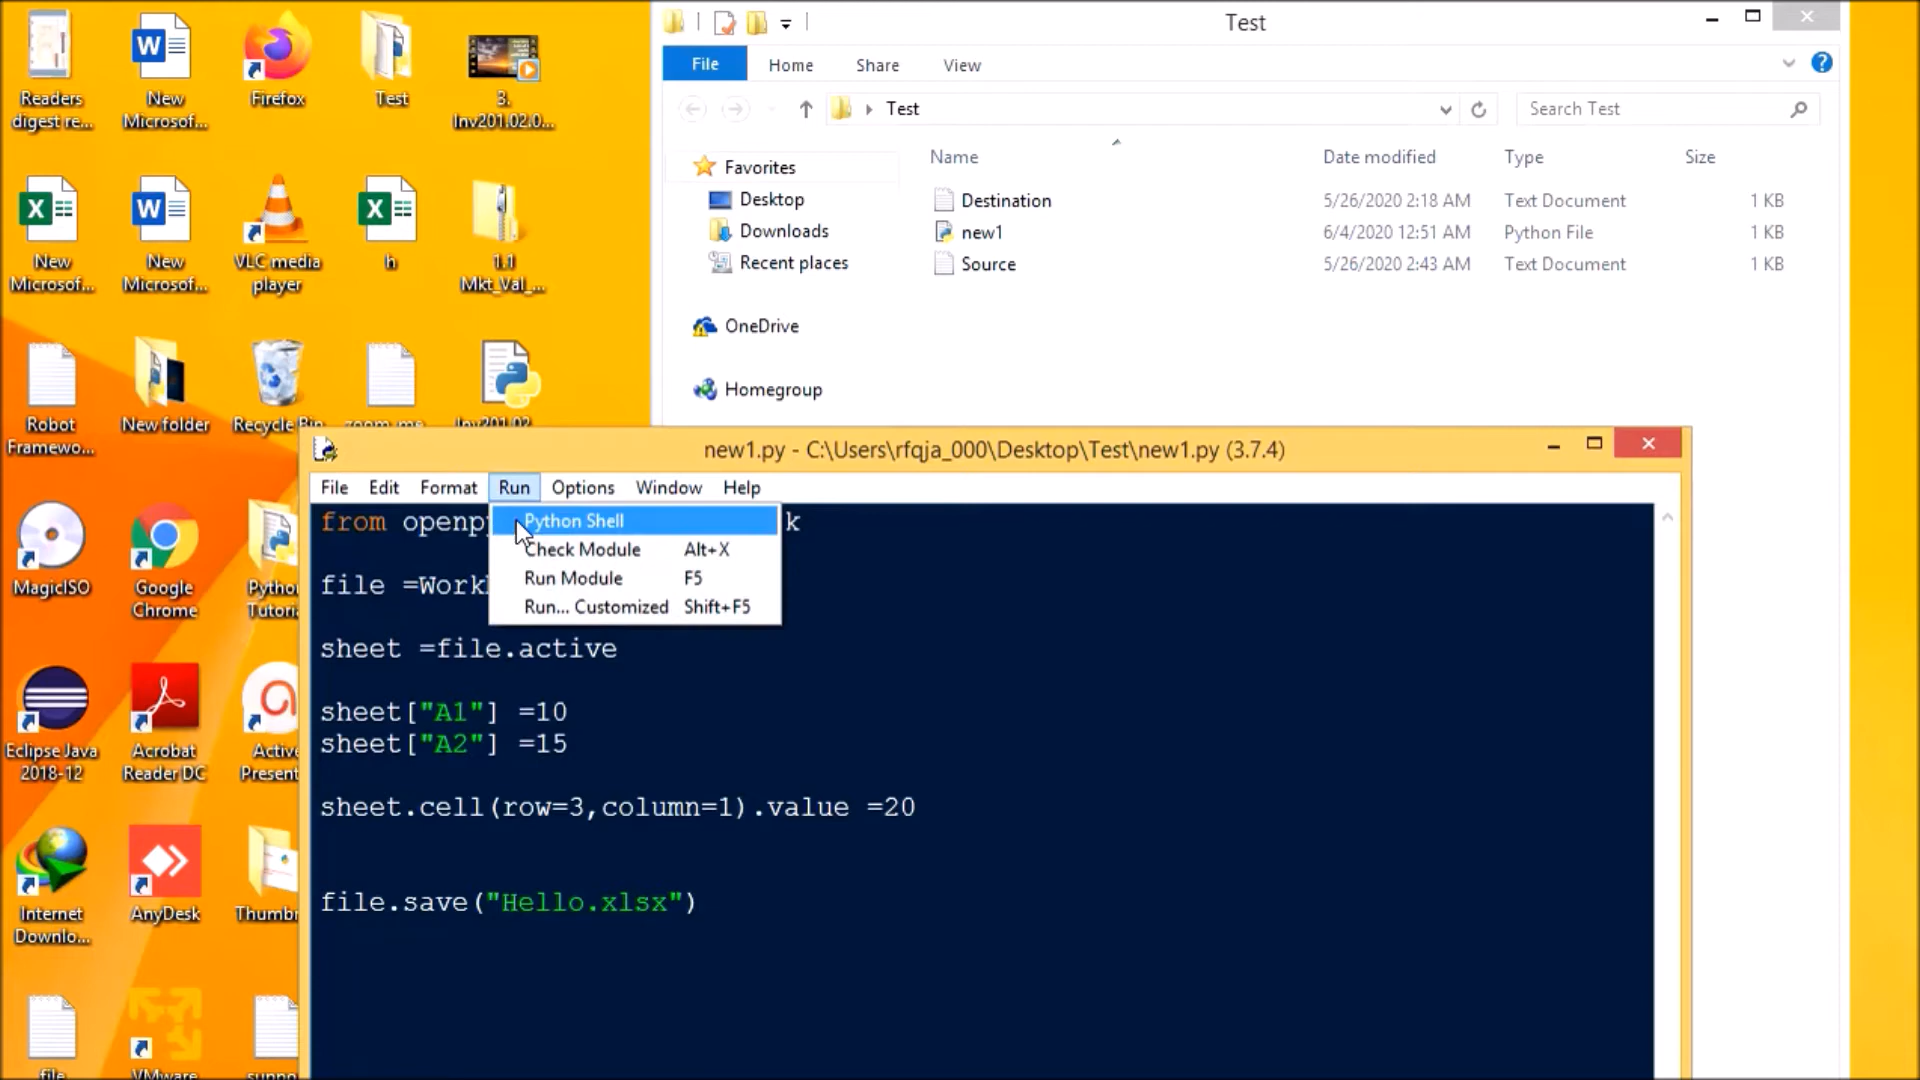 Readers
digest re...
New
Microsof...
Firefox
Test
3.
Inv201.02.0...
New
Microsof...
New
Microsof...
VLC media
player
h
1.1
Mkt_Val_...
Robot
Framewo...
New folder
Recycle Bin
MagicISO
Google
Chrome
Eclipse Java
2018-12
Acrobat
Reader DC
Internet
Downlo...
AnyDesk
file
VMware
Test
File
Home
Share
View
Test
Search Test
Name
Date modified
Type
Size
Favorites
Desktop
Downloads
Recent places
OneDrive
Homegroup
Destination 5/26/2020 2:18 AM Text Document 1 KB
new1 6/4/2020 12:51 AM Python File 1 KB
Source 5/26/2020 2:43 AM Text Document 1 KB
new1.py - C:\Users\rfqja_000\Desktop\Test\new1.py (3.7.4)
File Edit Format Run Options Window Help
Python Shell
Check Module Alt+X
Run Module F5
Run... Customized Shift+F5
from openp k
file =Work
sheet =file.active
sheet["A1"] =10
sheet["A2"] =15
sheet.cell(row=3,column=1).value =20
file.save("Hello.xlsx")